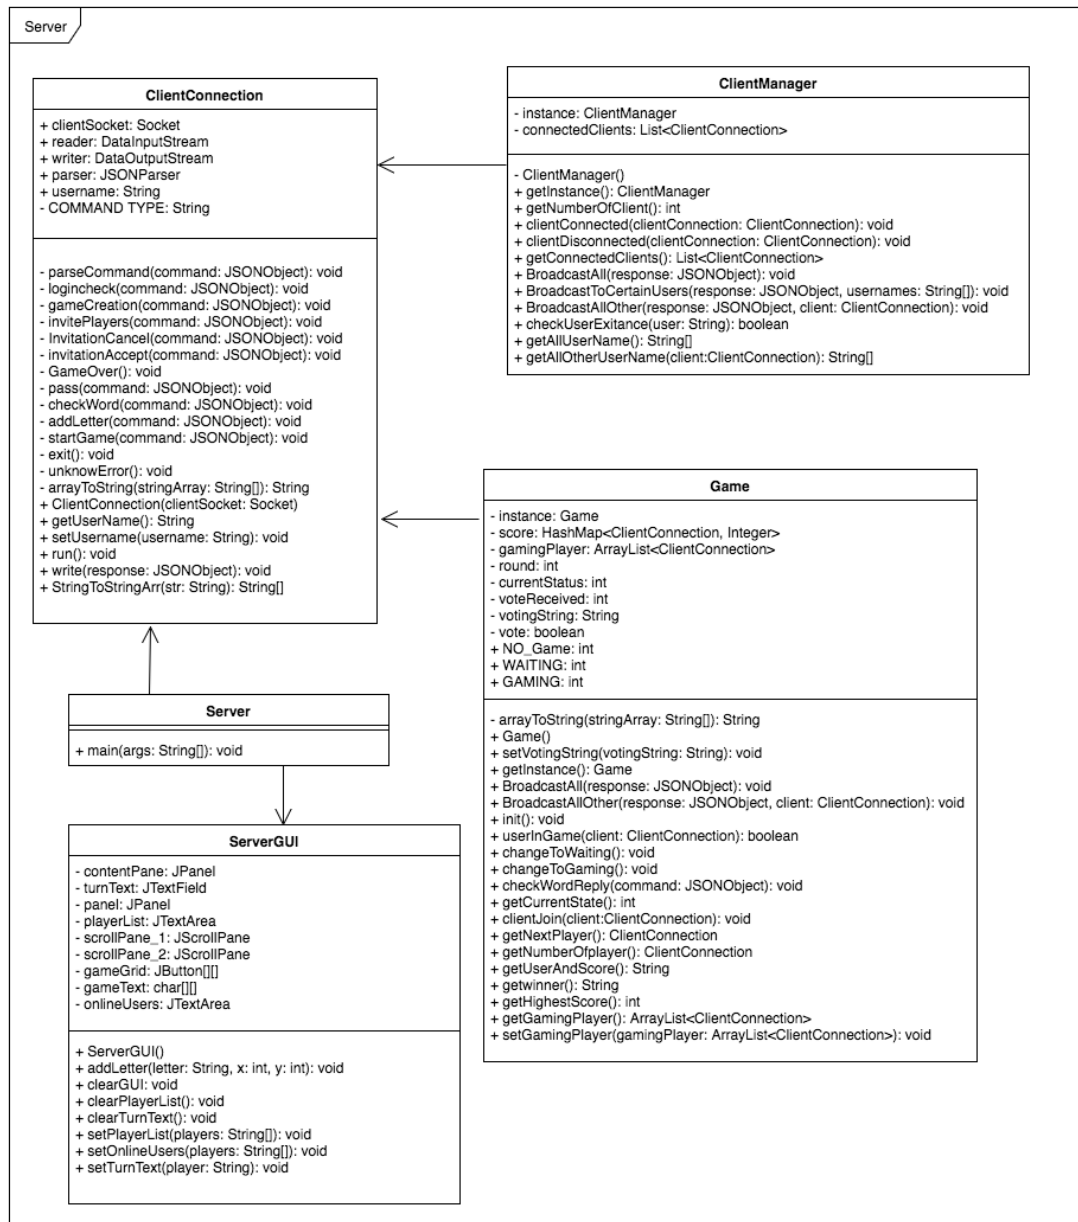 Server
ClientConnection
+ clientSocket: Socket
+ reader: DataInputStream
+ writer: DataOutputStream
+ parser: JSONParser
+ username: String
- COMMAND TYPE: String
- parseCommand(command: JSONObject): void
- logincheck(command: JSONObject): void
- gameCreation(command: JSONObject): void
- invitePlayers(command: JSONObject): void
- InvitationCancel(command: JSONObject): void
- invitationAccept(command: JSONObject): void
- GameOver(): void
- pass(command: JSONObject): void
- checkWord(command: JSONObject): void
- addLetter(command: JSONObject): void
- startGame(command: JSONObject): void
- exit(): void
- unknowError(): void
- arrayToString(stringArray: String[]): String
+ ClientConnection(clientSocket: Socket)
+ getUserName(): String
+ setUsername(username: String): void
+ run(): void
+ write(response: JSONObject): void
+ StringToStringArr(str: String): String[]
ClientManager
- instance: ClientManager
- connectedClients: List<ClientConnection>
- ClientManager()
+ getInstance(): ClientManager
+ getNumberOfClient(): int
+ clientConnected(clientConnection: ClientConnection): void
+ clientDisconnected(clientConnection: ClientConnection): void
+ getConnectedClients(): List<ClientConnection>
+ BroadcastAll(response: JSONObject): void
+ BroadcastToCertainUsers(response: JSONObject, usernames: String[]): void
+ BroadcastAllOther(response: JSONObject, client: ClientConnection): void
+ checkUserExitance(user: String): boolean
+ getAllUserName(): String[]
+ getAllOtherUserName(client:ClientConnection): String[]
Game
- instance: Game
- score: HashMap<ClientConnection, Integer>
- gamingPlayer: ArrayList<ClientConnection>
- round: int
- currentStatus: int
- voteReceived: int
- votingString: String
- vote: boolean
+ NO_Game: int
+ WAITING: int
+ GAMING: int
- arrayToString(stringArray: String[]): String
+ Game()
+ setVotingString(votingString: String): void
+ getInstance(): Game
+ BroadcastAll(response: JSONObject): void
+ BroadcastAllOther(response: JSONObject, client: ClientConnection): void
+ init(): void
+ userInGame(client: ClientConnection): boolean
+ changeToWaiting(): void
+ changeToGaming(): void
+ checkWordReply(command: JSONObject): void
+ getCurrentState(): int
+ clientJoin(client:ClientConnection): void
+ getNextPlayer(): ClientConnection
+ getNumberOfplayer(): ClientConnection
+ getUserAndScore(): String
+ getwinner(): String
+ getHighestScore(): int
+ getGamingPlayer(): ArrayList<ClientConnection>
+ setGamingPlayer(gamingPlayer: ArrayList<ClientConnection>): void
Server
+ main(args: String[]): void
ServerGUI
- contentPane: JPanel
- turnText: JTextField
- panel: JPanel
- playerList: JTextArea
- scrollPane_1: JScrollPane
- scrollPane_2: JScrollPane
- gameGrid: JButton[][]
- gameText: char[][]
- onlineUsers: JTextArea
+ ServerGUI()
+ addLetter(letter: String, x: int, y: int): void
+ clearGUI: void
+ clearPlayerList(): void
+ clearTurnText(): void
+ setPlayerList(players: String[]): void
+ setOnlineUsers(players: String[]): void
+ setTurnText(player: String): void